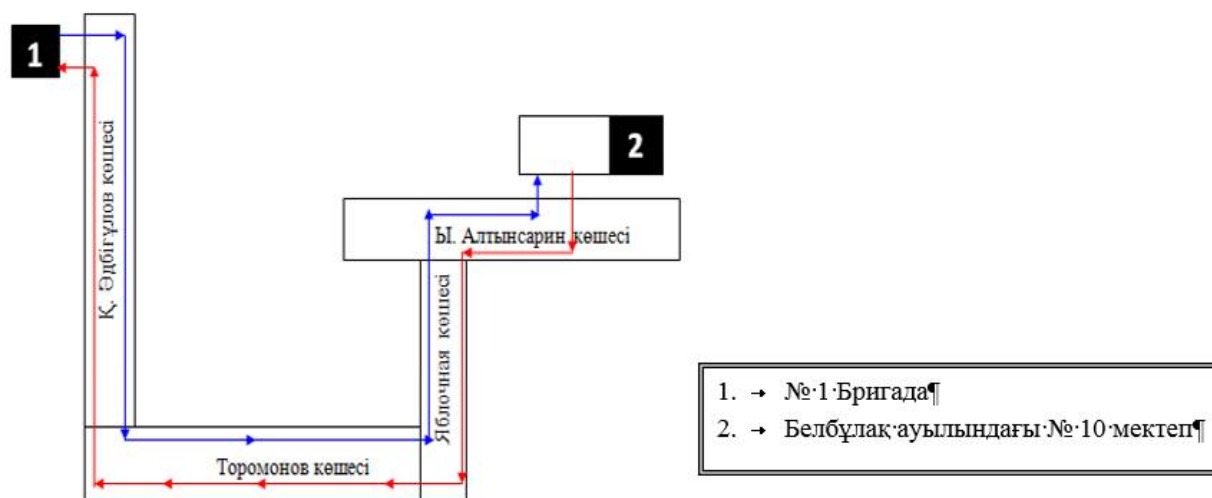 1
Қ. Әдбіғұлов көшесі
2
Ы. Алтынсарин көшесі
Яблочная көшесі
Торомонов көшесі
1. → №·1·Бригада¶
2. → Белбұлақ·ауылындағы·№·10·мектеп¶